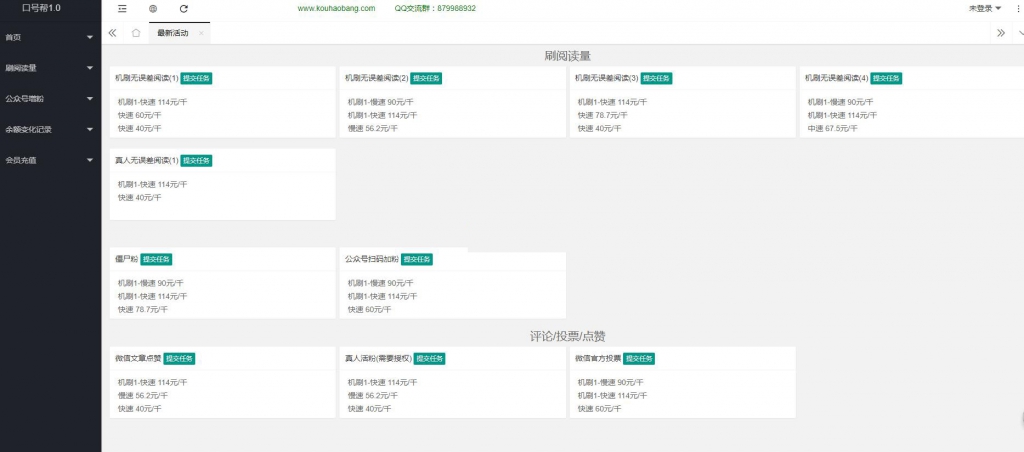 口号帮1.0
www.kouhaobang.com QQ交流群：879988932
未登录
首页
刷阅读量
公众号增粉
余额变化记录
会员充值
最新活动
刷阅读量
机刷无误差阅读(1) 提交任务
机刷1-快速 114元/千
快速 60元/千
快速 40元/千
机刷无误差阅读(2) 提交任务
机刷1-慢速 90元/千
机刷1-快速 114元/千
慢速 56.2元/千
机刷无误差阅读(3) 提交任务
机刷1-快速 114元/千
快速 78.7元/千
快速 40元/千
机刷无误差阅读(4) 提交任务
机刷1-慢速 90元/千
机刷1-快速 114元/千
中速 67.5元/千
真人无误差阅读(1) 提交任务
机刷1-快速 114元/千
快速 40元/千
僵尸粉 提交任务
机刷1-慢速 90元/千
机刷1-快速 114元/千
快速 78.7元/千
公众号扫码加粉 提交任务
机刷1-慢速 90元/千
机刷1-快速 114元/千
快速 60元/千
评论/投票/点赞
微信文章点赞 提交任务
机刷1-快速 114元/千
慢速 56.2元/千
快速 40元/千
真人活粉(需要授权) 提交任务
机刷1-快速 114元/千
慢速 56.2元/千
快速 40元/千
微信官方投票 提交任务
机刷1-慢速 90元/千
机刷1-快速 114元/千
快速 60元/千